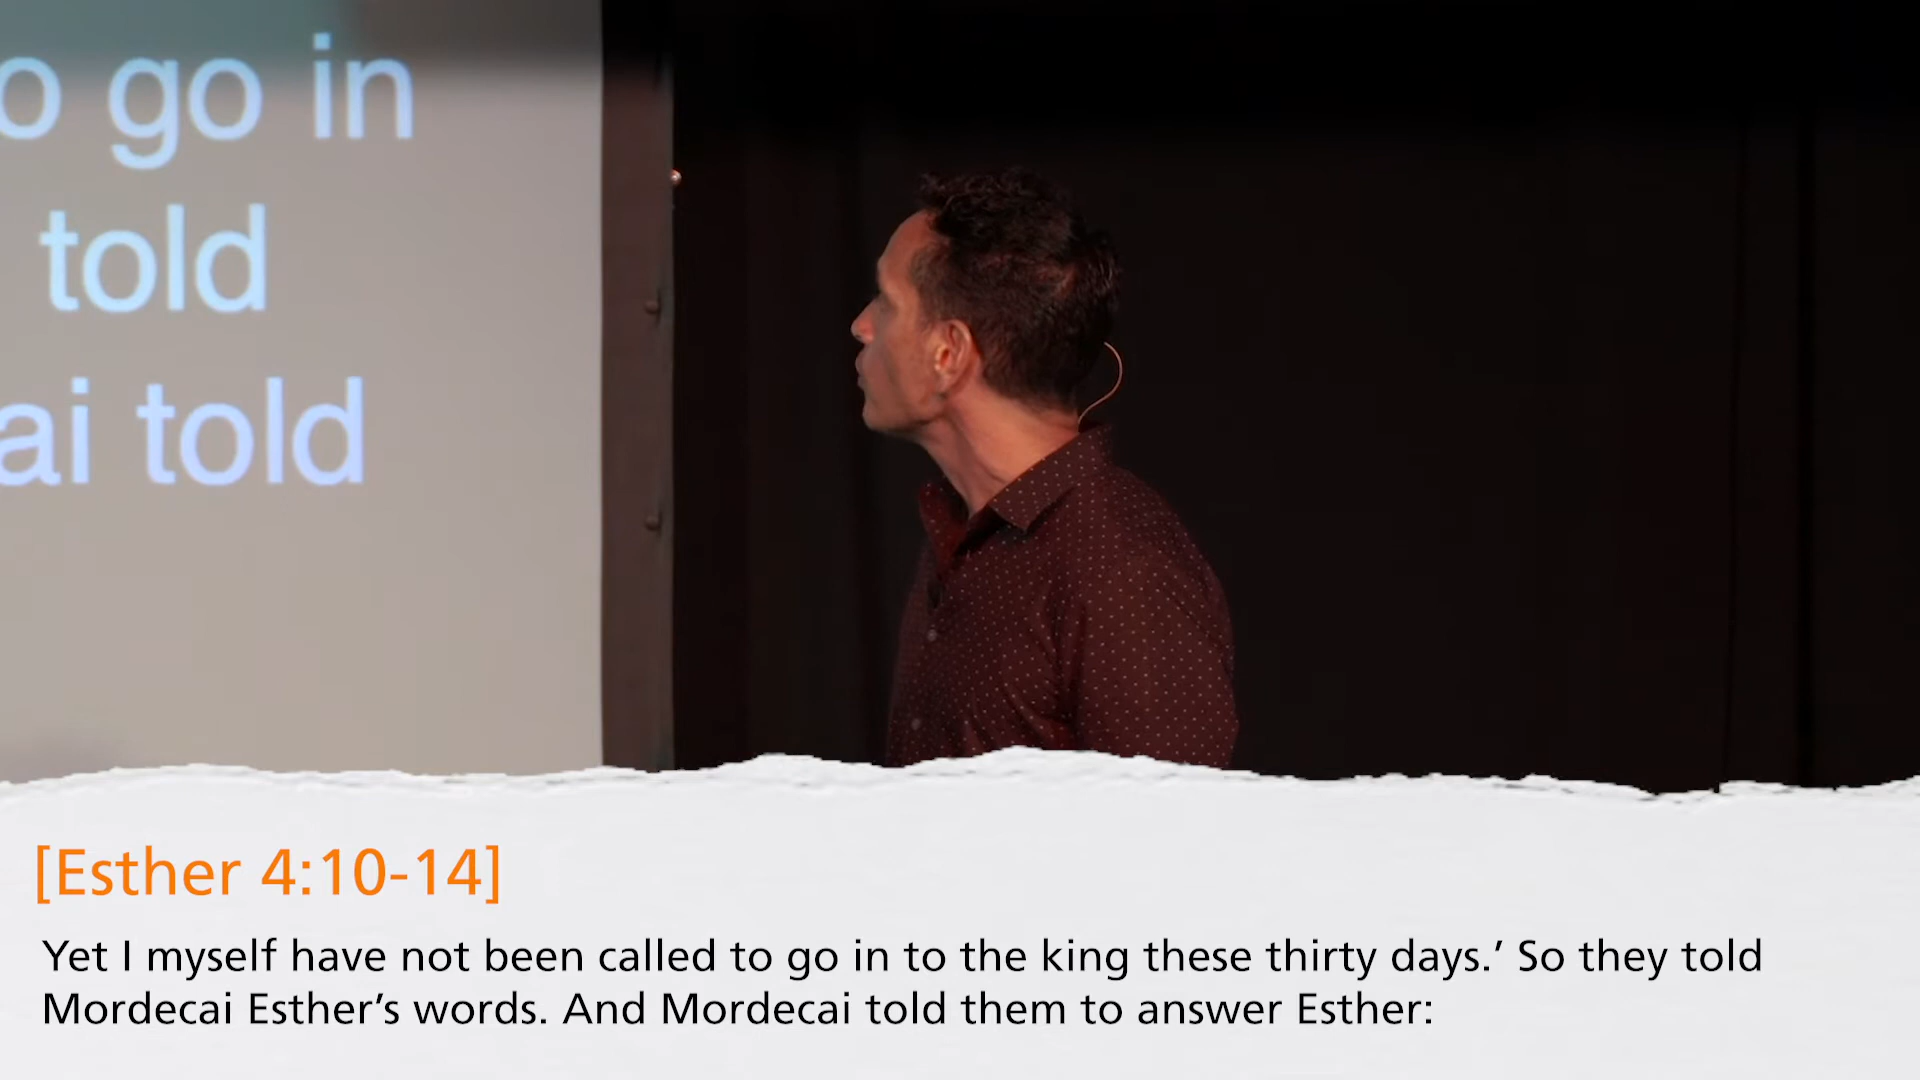 o go in
told
ai told
[Esther 4:10-14]
Yet I myself have not been called to go in to the king these thirty days.’ So they told
Mordecai Esther’s words. And Mordecai told them to answer Esther: